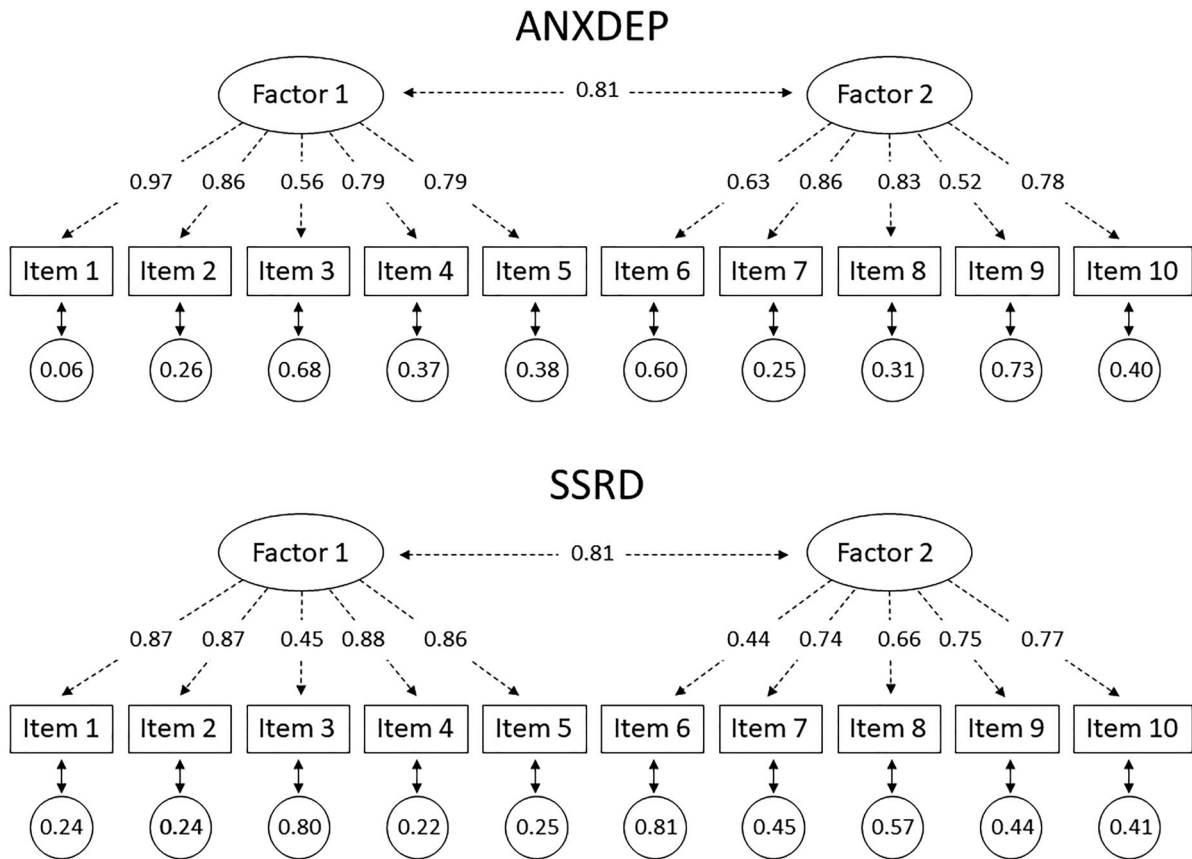 ANXDEP
Factor 1 0.81 Factor 2
0.97 0.86 0.56 0.79 0.79 0.63 0.86 0.83 0.52 0.78
Item 1 Item 2 Item 3 Item 4 Item 5 Item 6 Item 7 Item 8 Item 9 Item 10
0.06 0.26 0.68 0.37 0.38 0.60 0.25 0.31 0.73 0.40
SSRD
Factor 1 0.81 Factor 2
0.87 0.87 0.45 0.88 0.86 0.44 0.74 0.66 0.75 0.77
Item 1 Item 2 Item 3 Item 4 Item 5 Item 6 Item 7 Item 8 Item 9 Item 10
0.24 0.24 0.80 0.22 0.25 0.81 0.45 0.57 0.44 0.41